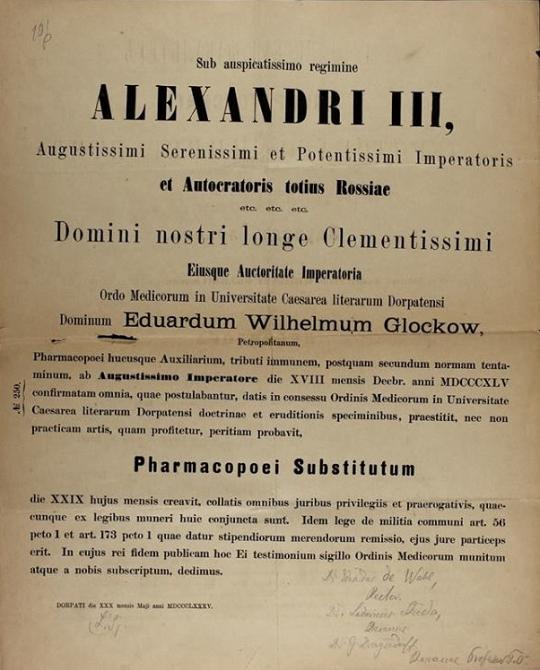 Sub auspicatissimo regimine
ALEXANDRI III,
Augustissimi Serenissimi et Potentissimi Imperatoris
et Autocratoris totius Rossiae
etc. etc. etc.
Domini nostri longe Clementissimi
Eiusque Auctoritate Imperatoria
Ordo Medicorum in Universitate Caesarea literarum Dorpatensi
Dominum Eduardum Wilhelmum Glockow,
Petropolitanum,
Pharmacopoei hucusque Auxiliarium, tributi immunem, postquam secundum normam tenta-
minum, ab Augustissimo Imperatore die XVIII mensis Decbr. anni MDCCCXLV
confirmatam omnia, quae postulabantur, datis in consessu Ordinis Medicorum in Universitate
Caesarea literarum Dorpatensi doctrinae et eruditionis speciminibus, praestitit, nec non
practicam artis, quam profitetur, peritiam probavit,
№ 250.
Pharmacopoei Substitutum
die XXIX hujus mensis creavit, collatis omnibus juribus privilegiis et praerogativis, quae-
cunque ex legibus muneri huic conjuncta sunt. Idem lege de militia communi art. 56
pcto 1 et art. 173 pcto 1 quae datur stipendiorum merendorum remissio, ejus jure particeps
erit. In cujus rei fidem publicam hoc Ei testimonium sigillo Ordinis Medicorum munitum
atque a nobis subscriptum, dedimus.
de Wahl,
Rector.
DORPATI die XXX mensis Maji anni MDCCCLXXXV.
(L.S.)
Decanus